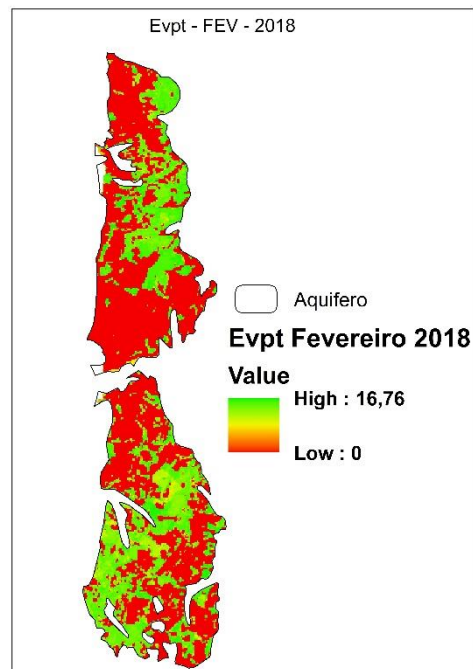 Evpt - FEV - 2018
Aquifero
Evpt Fevereiro 2018
Value
High : 16,76
Low : 0